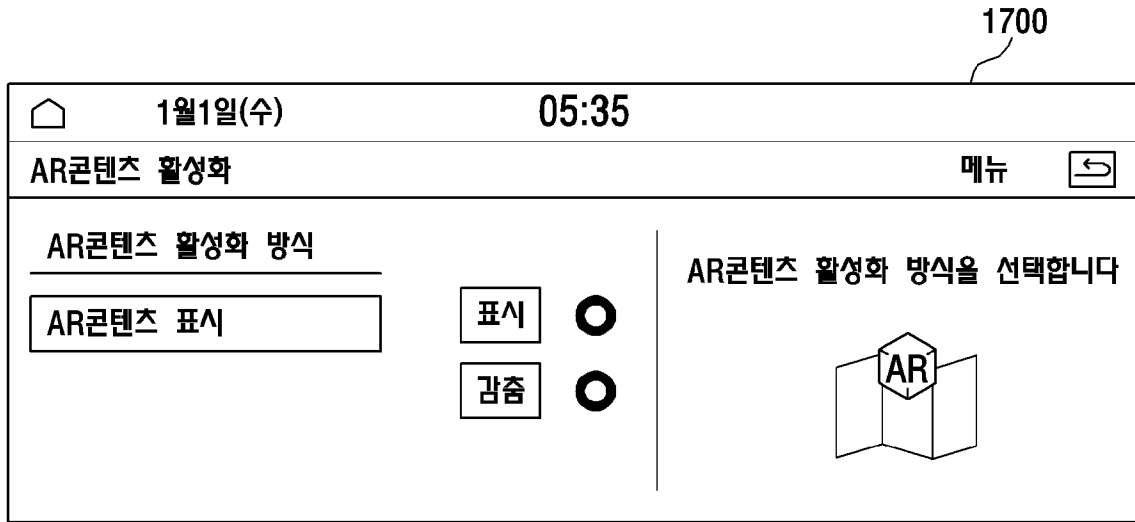 1700
1월1일(수) 05:35
AR콘텐츠 활성화 메뉴
AR콘텐츠 활성화 방식
AR콘텐츠 활성화 방식을 선택합니다
AR콘텐츠 표시 표시
감춤
AR